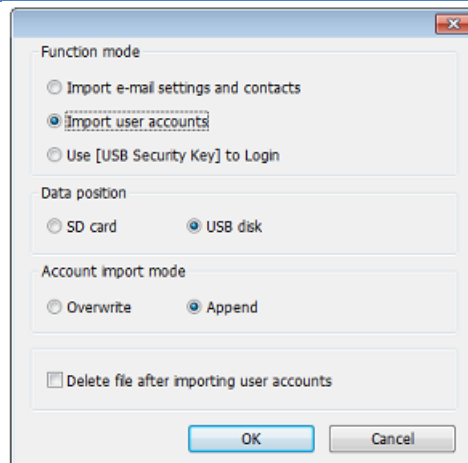 Function mode
Import e-mail settings and contacts
Import user accounts
Use [USB Security Key] to Login
Data position
SD card USB disk
Account import mode
Overwrite Append
Delete file after importing user accounts
OK Cancel